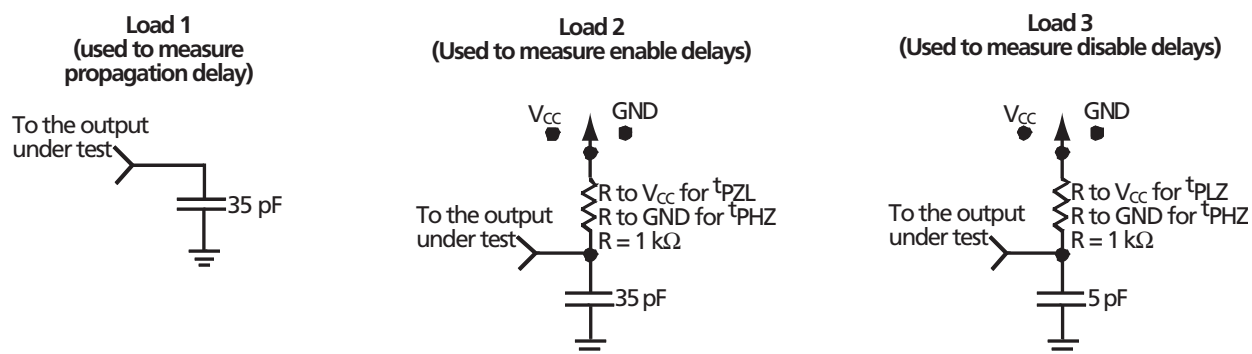 Load 1
(used to measure
propagation delay)
To the output
under test
35 pF
Load 2
(Used to measure enable delays)
VCC GND
R to VCC for tPZL
R to GND for tPHZ
R = 1 kΩ
To the output
under test
35 pF
Load 3
(Used to measure disable delays)
VCC GND
R to VCC for tPLZ
R to GND for tPHZ
R = 1 kΩ
To the output
under test
5 pF